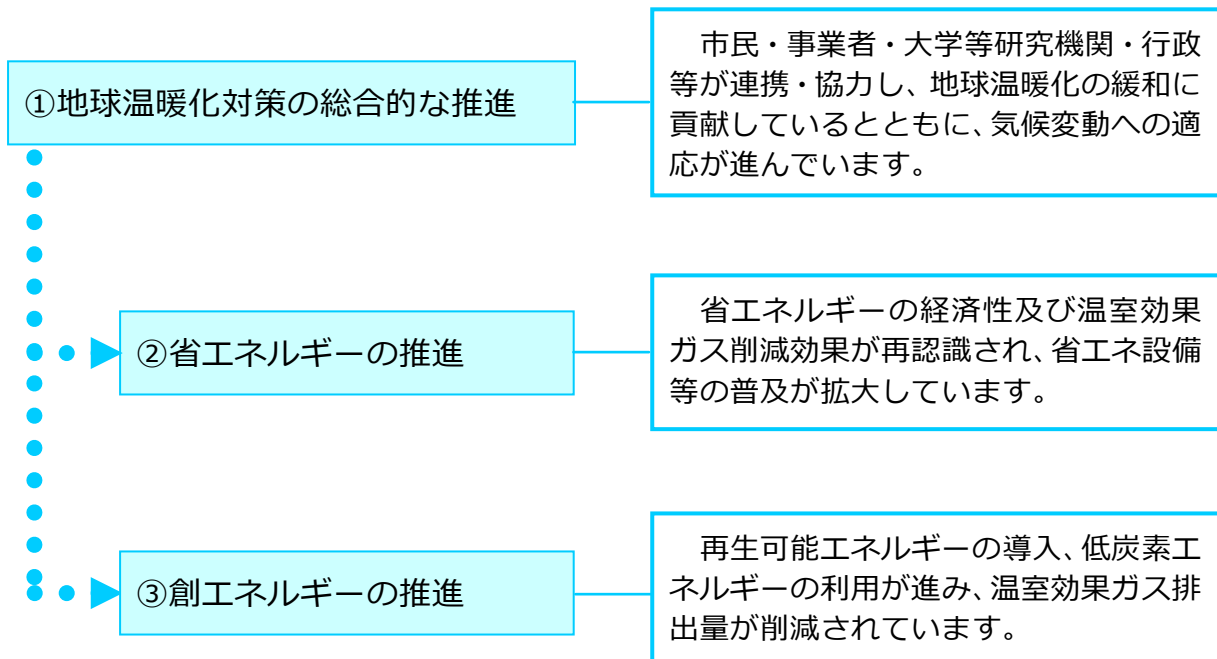 ①地球温暖化対策の総合的な推進
市民・事業者・大学等研究機関・行政
等が連携・協力し、地球温暖化の緩和に
貢献しているとともに、気候変動への適
応が進んでいます。
②省エネルギーの推進
省エネルギーの経済性及び温室効果
ガス削減効果が再認識され、省エネ設備
等の普及が拡大しています。
③創エネルギーの推進
再生可能エネルギーの導入、低炭素エ
ネルギーの利用が進み、温室効果ガス排
出量が削減されています。